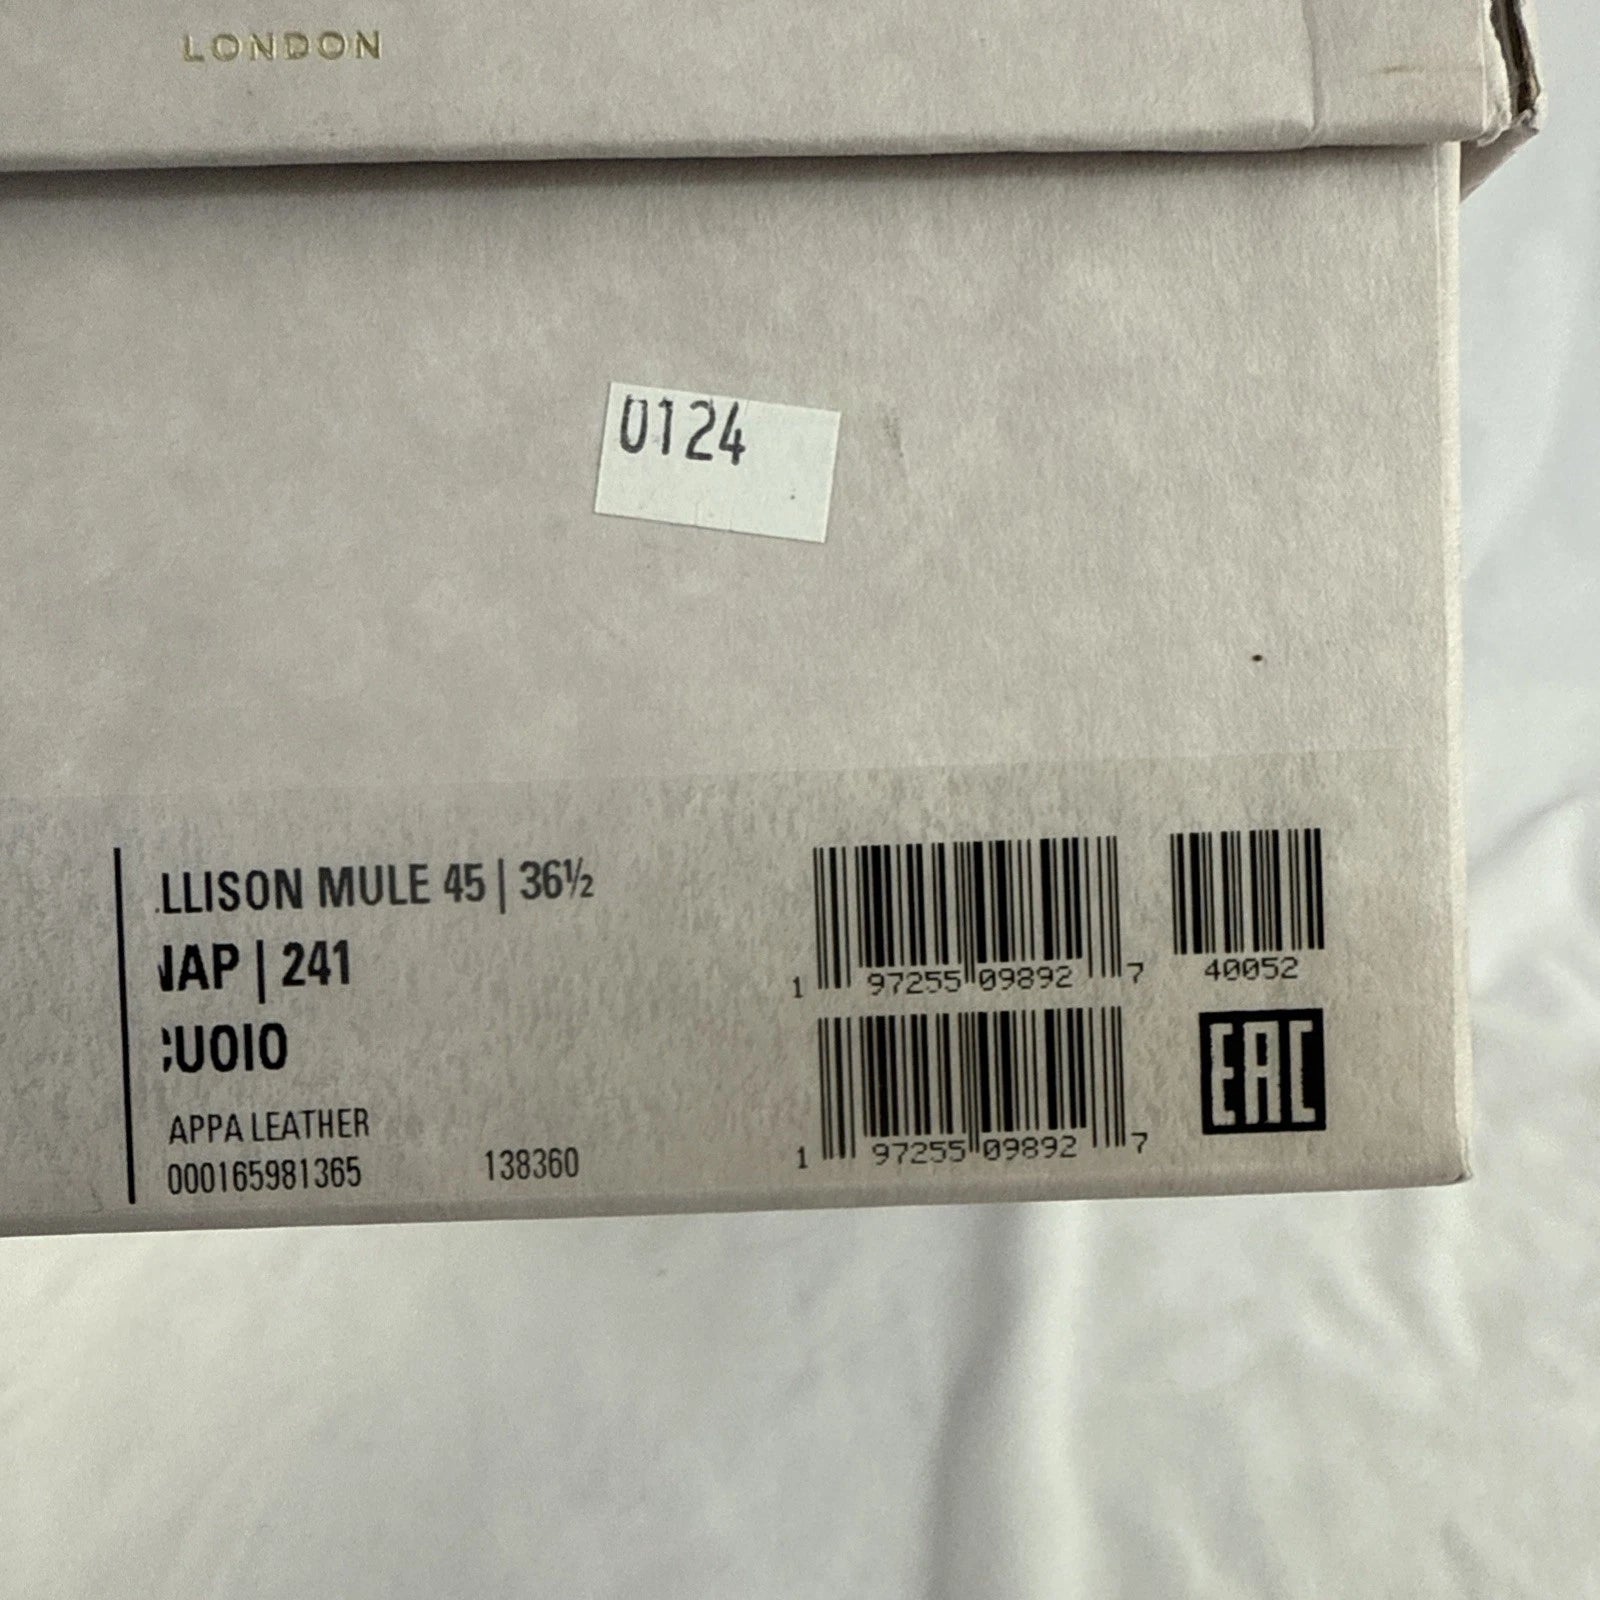 LONDON
0124
LLISON MULE 45 | 36½
NAP | 241
CUOIO
APPA LEATHER
000165981365 138360
1 97255 09892 7
40052
1 97255 09892 7
EAC